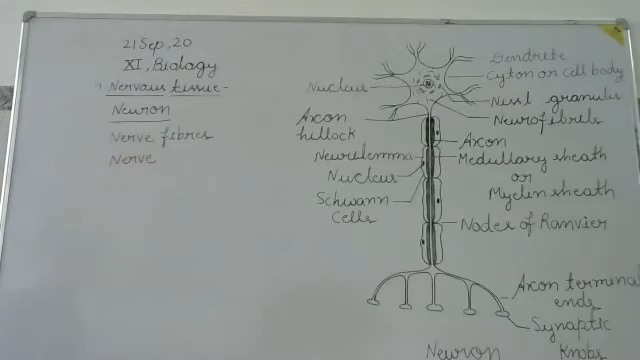 21 Sep, 20
XI, Biology
Nervous tissue-
Neuron
Nerve fibres
Nerve
Nucleus
Axon
hillock
Neurilemma
Nucleus
Schwann
Cells
Dendrite
Cyton or cell body
Nissl granules
Neurofibrils
Axon
Medullary sheath
or
Myelin sheath
Nodes of Ranvier
Axon terminal
ends
Synaptic
Knobs
Neuron